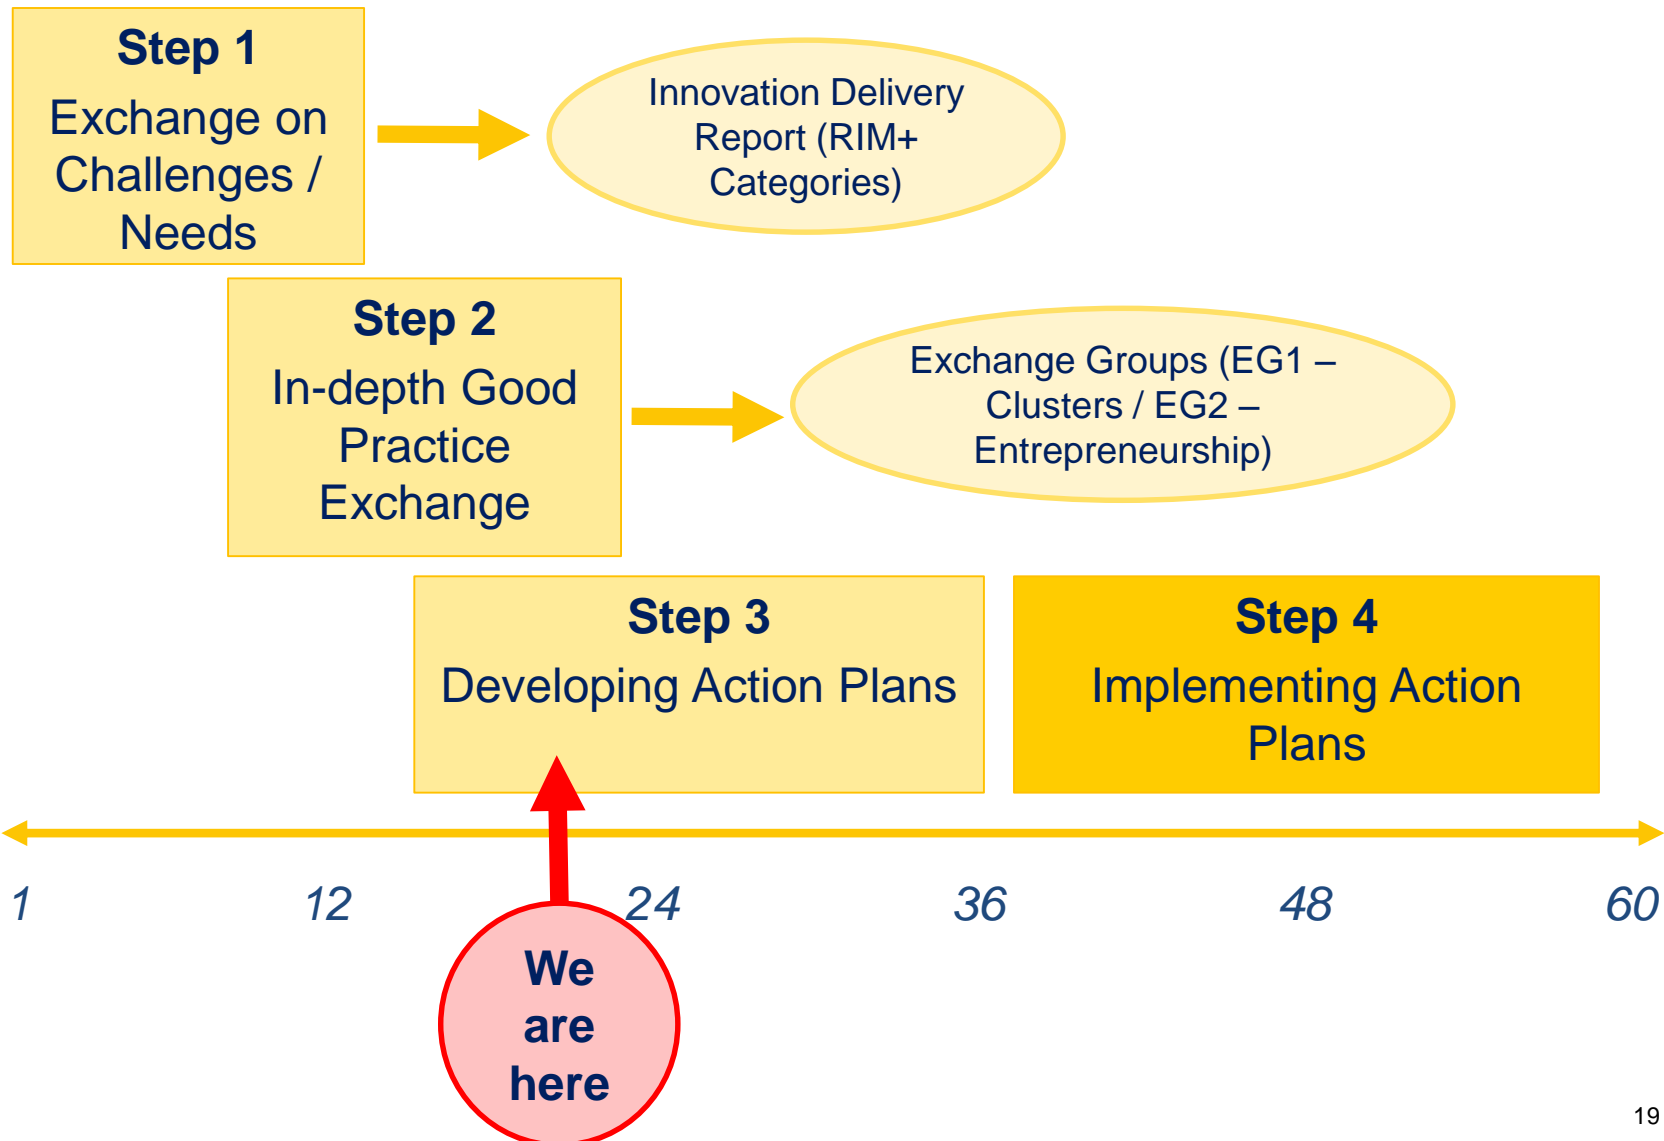 Step 1
Exchange on
Challenges /
Needs
Innovation Delivery
Report (RIM+
Categories)
Step 2
In-depth Good
Practice
Exchange
Exchange Groups (EG1 –
Clusters / EG2 –
Entrepreneurship)
Step 3
Developing Action Plans
Step 4
Implementing Action
Plans
1 12 24 36 48 60
We
are
here
19